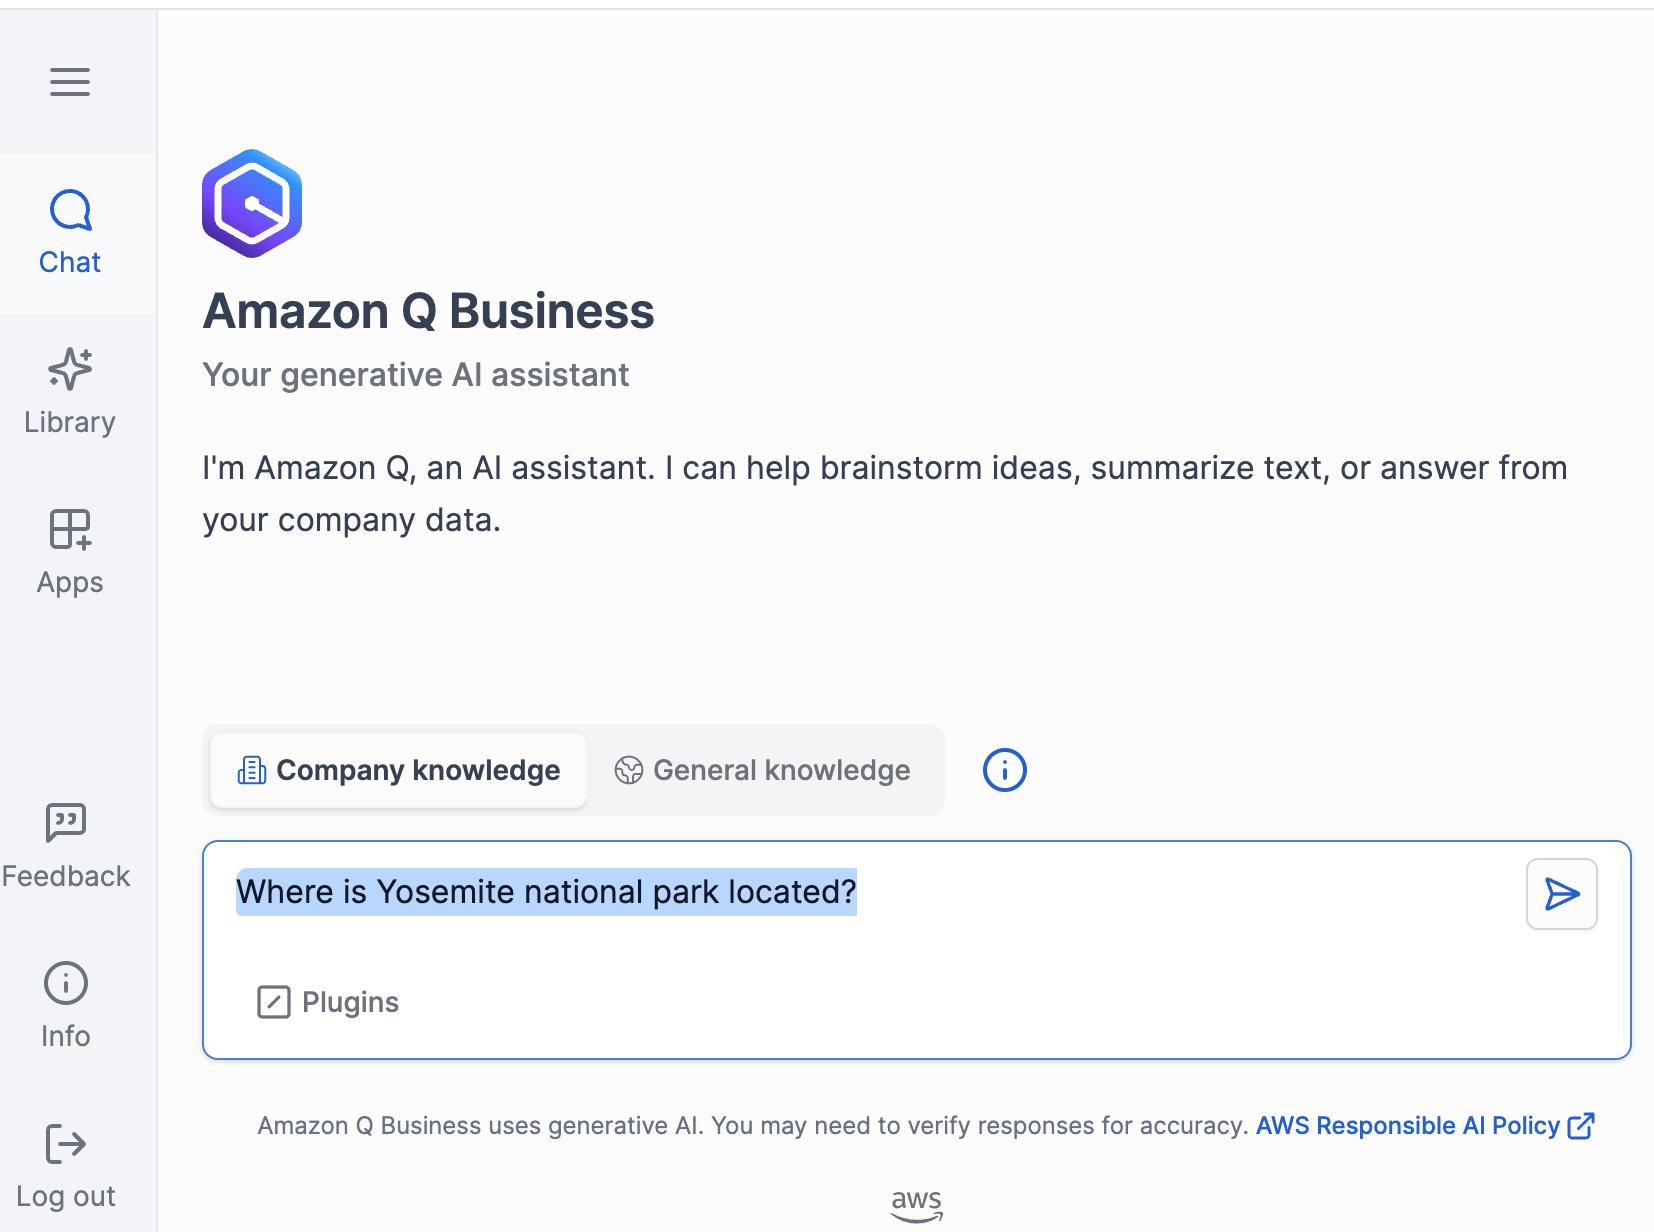 Chat
Library
Apps
Feedback
Info
Log out
Amazon Q Business
Your generative AI assistant
I'm Amazon Q, an AI assistant. I can help brainstorm ideas, summarize text, or answer from
your company data.
Company knowledge
General knowledge
Where is Yosemite national park located?
Plugins
Amazon Q Business uses generative AI. You may need to verify responses for accuracy. AWS Responsible AI Policy
aws